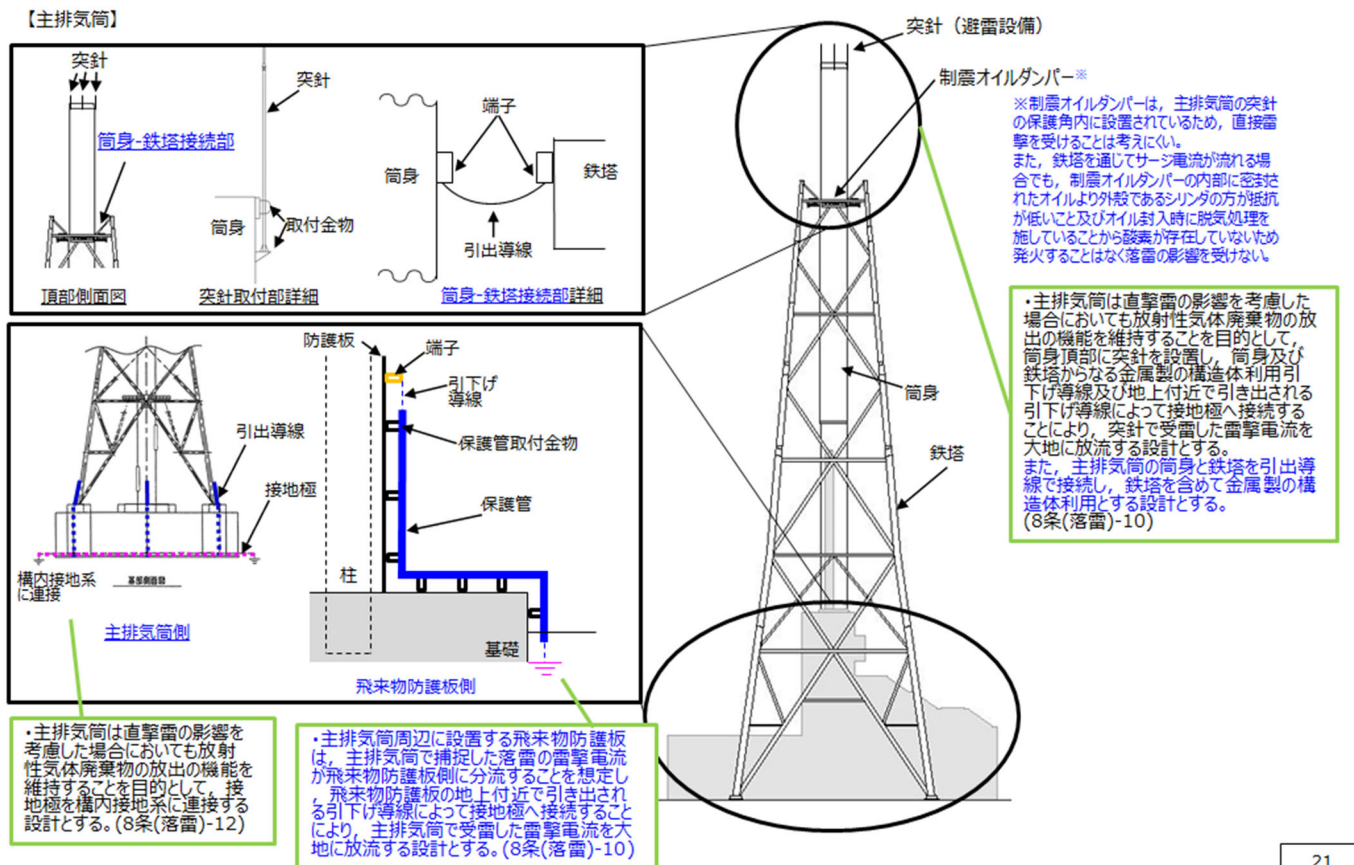 【主排気筒】
突針
筒身-鉄塔接続部
頂部側面図
突針
筒身
取付金物
突針取付部詳細
端子
筒身
鉄塔
引出導線
筒身-鉄塔接続部詳細
突針（避雷設備）
制震オイルダンパー※
※制震オイルダンパーは，主排気筒の突針
の保護角内に設置されているため，直接雷
撃を受けることは考えにくい。
また，鉄塔を通じてサージ電流が流れる場
合でも，制震オイルダンパーの内部に密封さ
れたオイルより外殻であるシリンダの方が抵抗
が低いこと及びオイル封入時に脱気処理を
施していることから酸素が存在していないため
発火することはなく落雷の影響を受けない。
・主排気筒は直撃雷の影響を考慮した
場合においても放射性気体廃棄物の放
出の機能を維持することを目的として，
筒身頂部に突針を設置し，筒身及び
鉄塔からなる金属製の構造体利用引
下げ導線及び地上付近で引き出される
引下げ導線によって接地極へ接続する
ことにより，突針で受雷した雷撃電流を
大地に放流する設計とする。
また，主排気筒の筒身と鉄塔を引出導
線で接続し，鉄塔を含めて金属製の構
造体利用とする設計とする。
(8条(落雷)-10)
筒身
鉄塔
引出導線
接地極
構内接地系
に連接
基部側面図
主排気筒側
防護板
端子
引下げ
導線
保護管取付金物
保護管
柱
基礎
飛来物防護板側
・主排気筒は直撃雷の影響を
考慮した場合においても放射
性気体廃棄物の放出の機能を
維持することを目的として，接
地極を構内接地系に連接する
設計とする。(8条(落雷)-12)
・主排気筒周辺に設置する飛来物防護板
は，主排気筒で捕捉した落雷の雷撃電流
が飛来物防護板側に分流することを想定し
，飛来物防護板の地上付近で引き出され
る引下げ導線によって接地極へ接続すること
により，主排気筒で受雷した雷撃電流を大
地に放流する設計とする。(8条(落雷)-10)
21